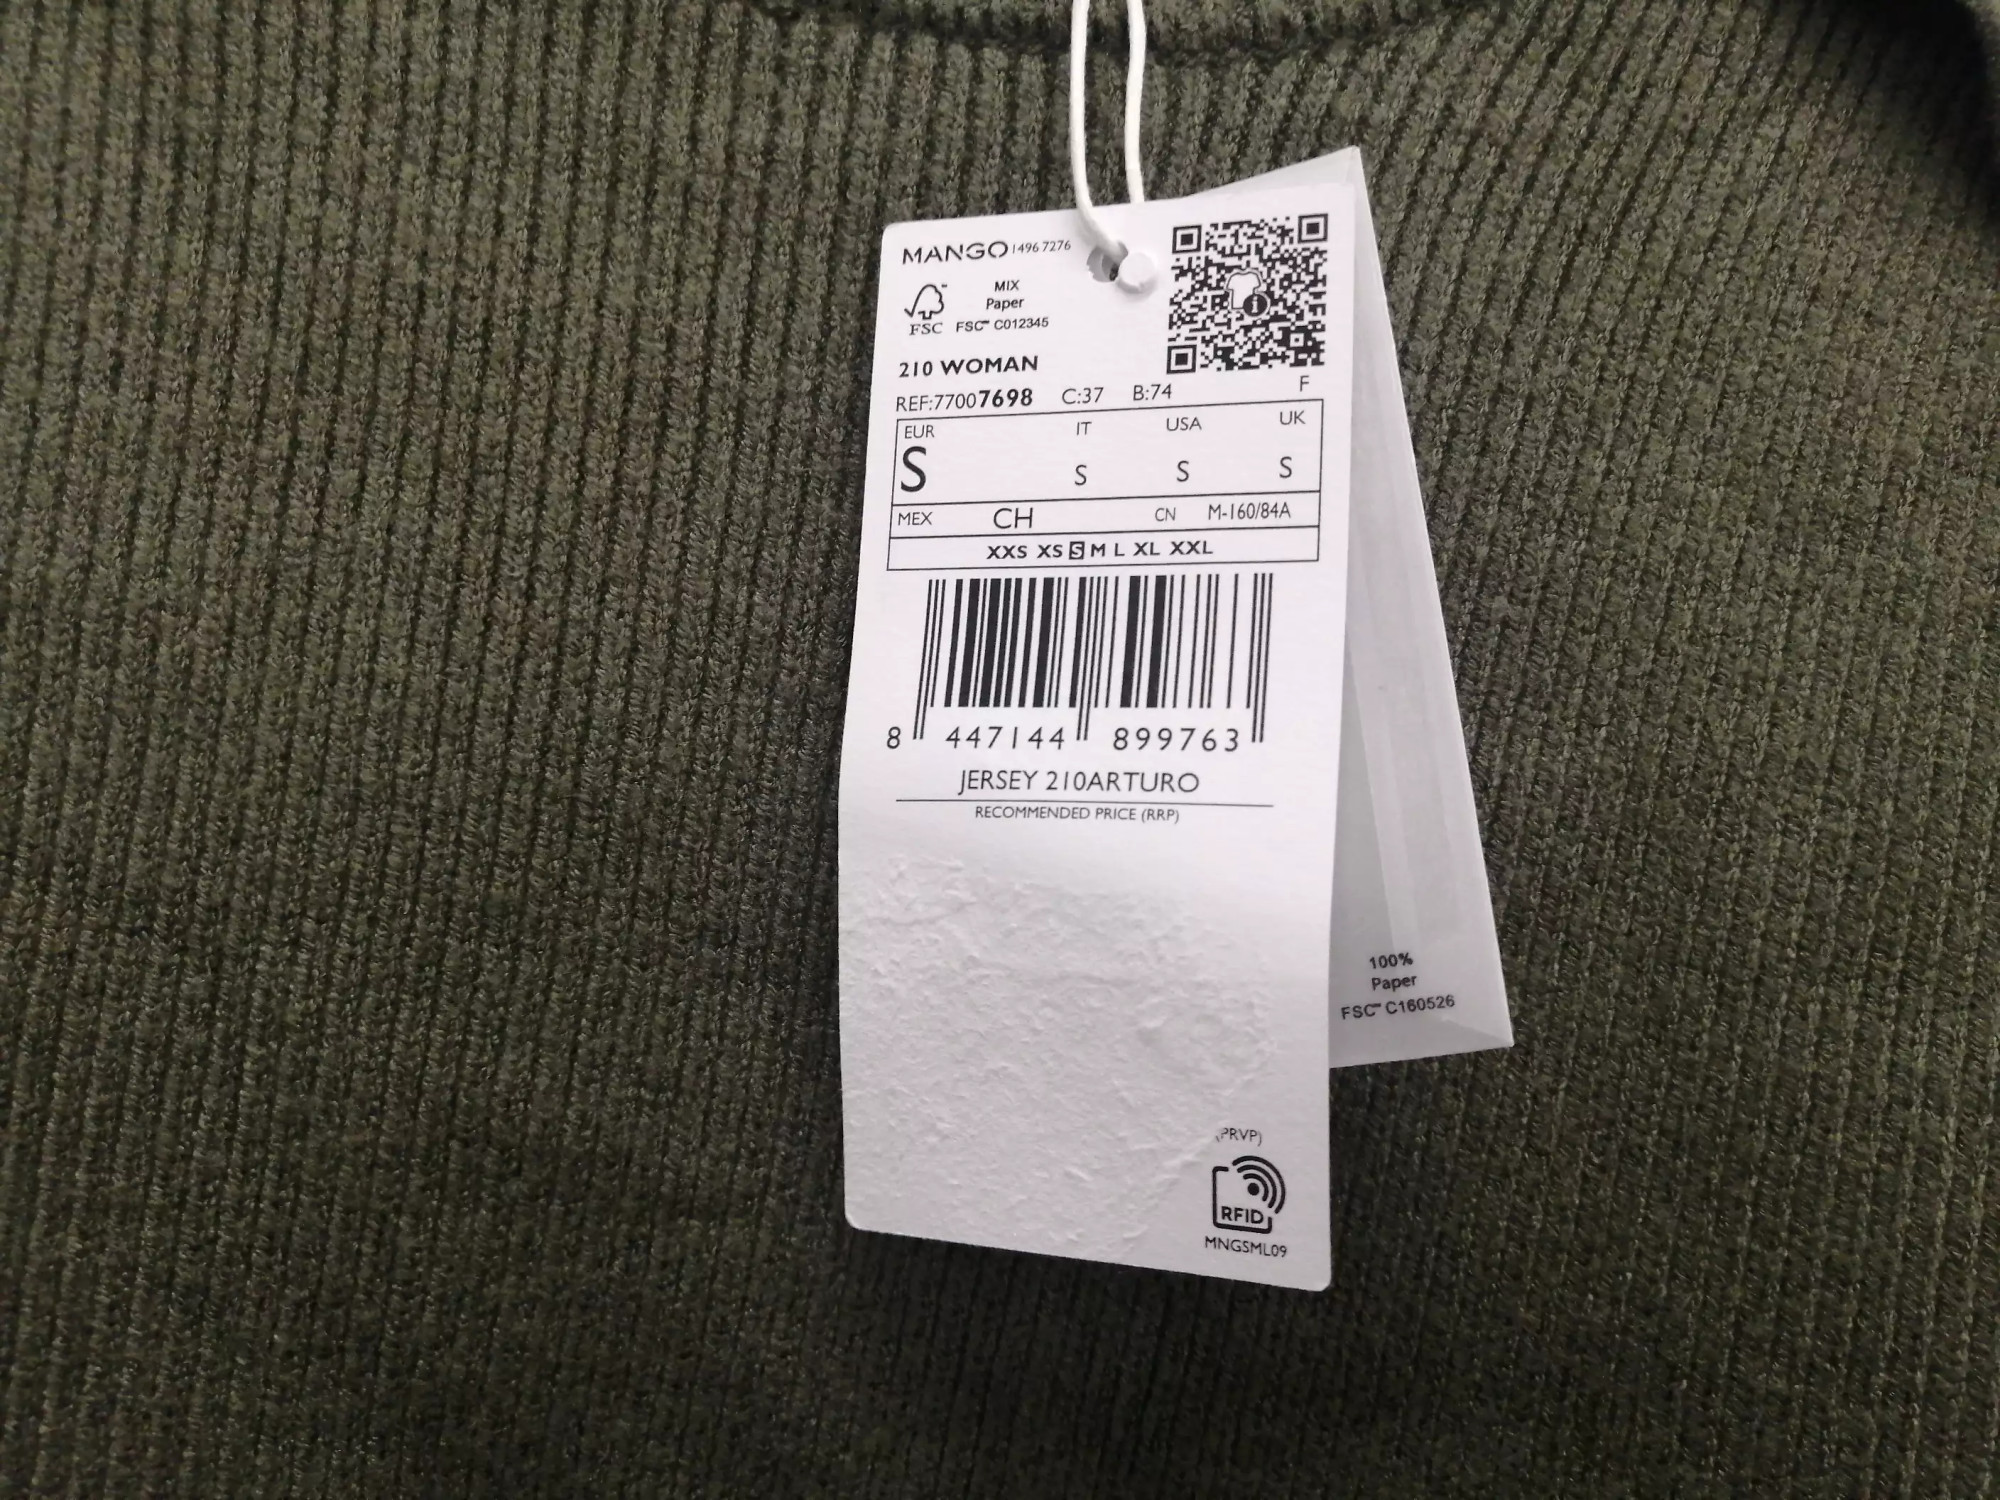 MANGO 1496 7276
MIX
Paper
FSC™ C012345
FSC
210 WOMAN
REF:77007698 C:37 B:74 F
EUR IT USA UK
S S S S
MEX CH CN M-160/84A
XXS XS S M L XL XXL
8 447144 899763
JERSEY 210ARTURO
RECOMMENDED PRICE (RRP)
(PRVP)
RFID
MNGSML09
100%
Paper
FSC™ C160526